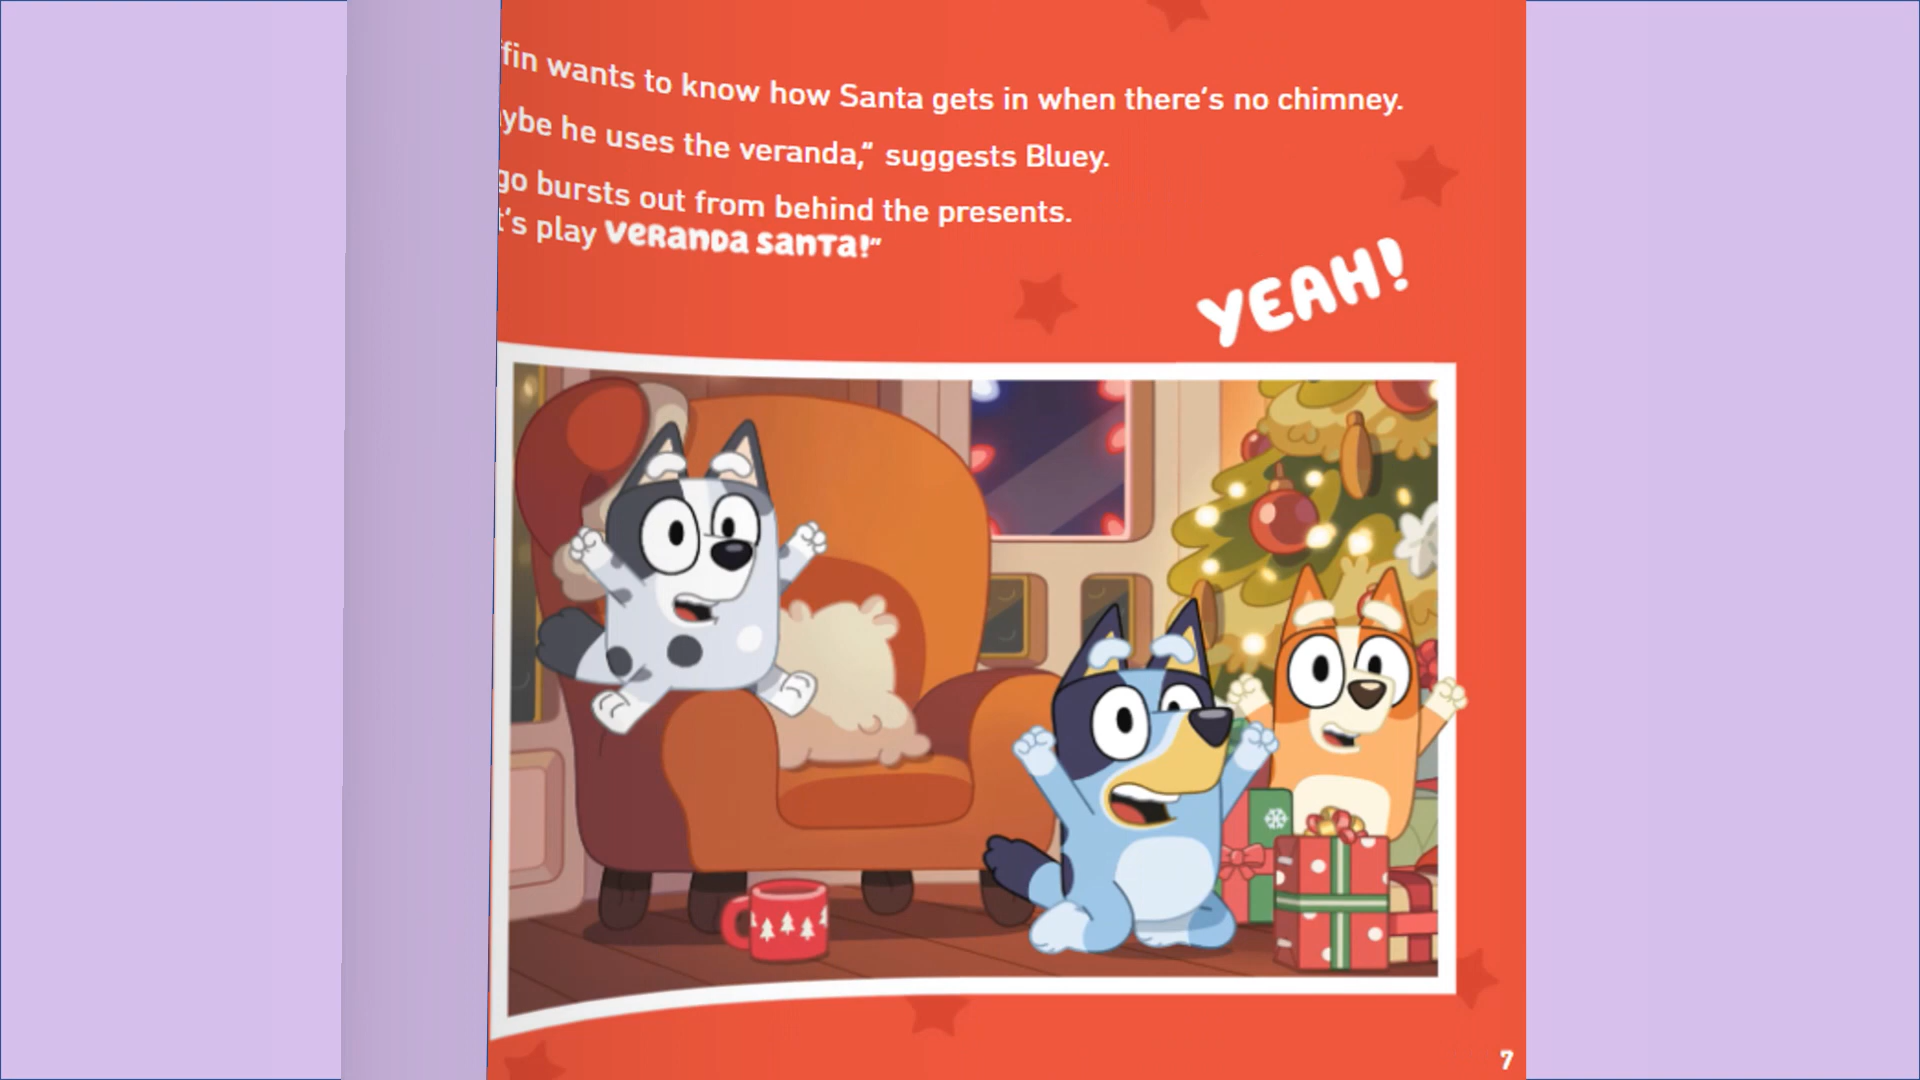 ffin wants to know how Santa gets in when there's no chimney.
ybe he uses the veranda," suggests Bluey.
go bursts out from behind the presents.
t's play VERANDA SANTA!"
YEAH!
7